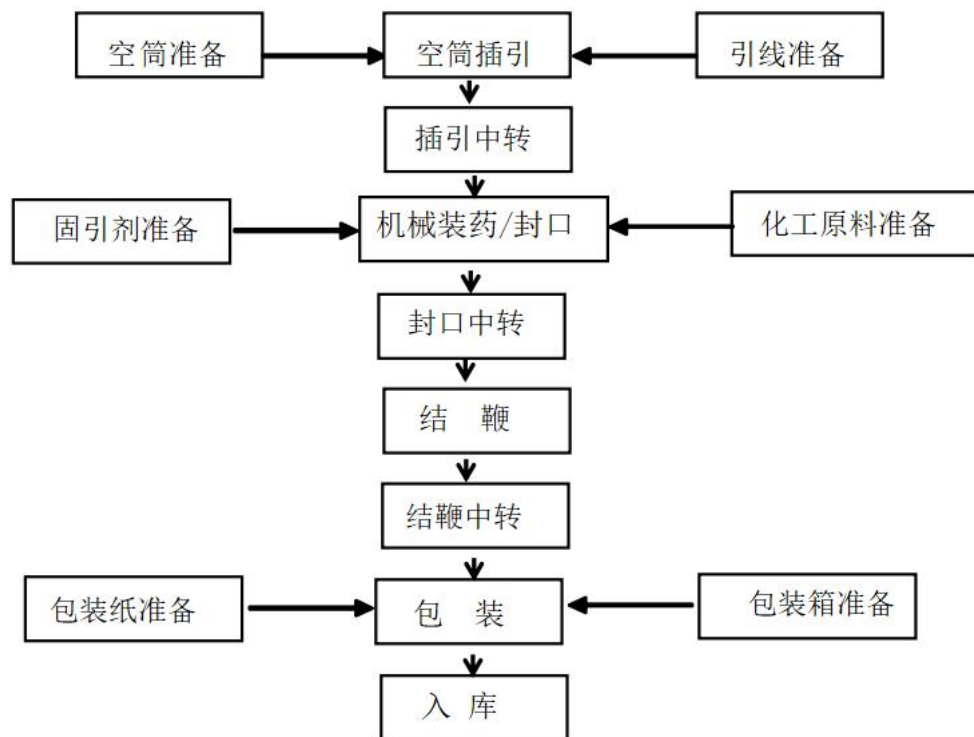 空筒准备
空筒插引
引线准备
插引中转
固引剂准备
机械装药/封口
化工原料准备
封口中转
结 鞭
结鞭中转
包装纸准备
包 装
包装箱准备
入 库